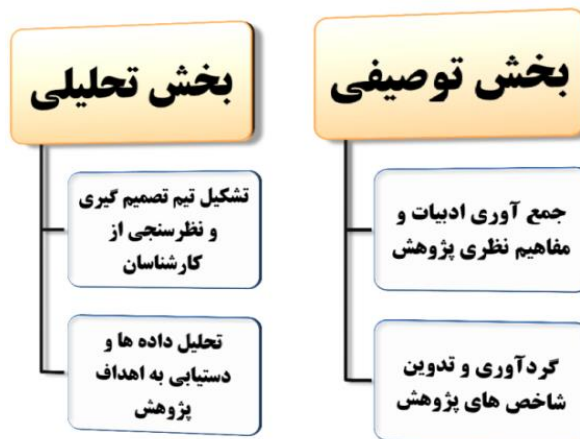 بخش توصیفی
جمع آوری ادبیات و
مفاهیم نظری پژوهش
گردآوری و تدوین
شاخص های پژوهش
بخش تحلیلی
تشکیل تیم تصمیم گیری
و نظرسنجی از
کارشناسان
تحلیل داده ها و
دستیابی به اهداف
پژوهش